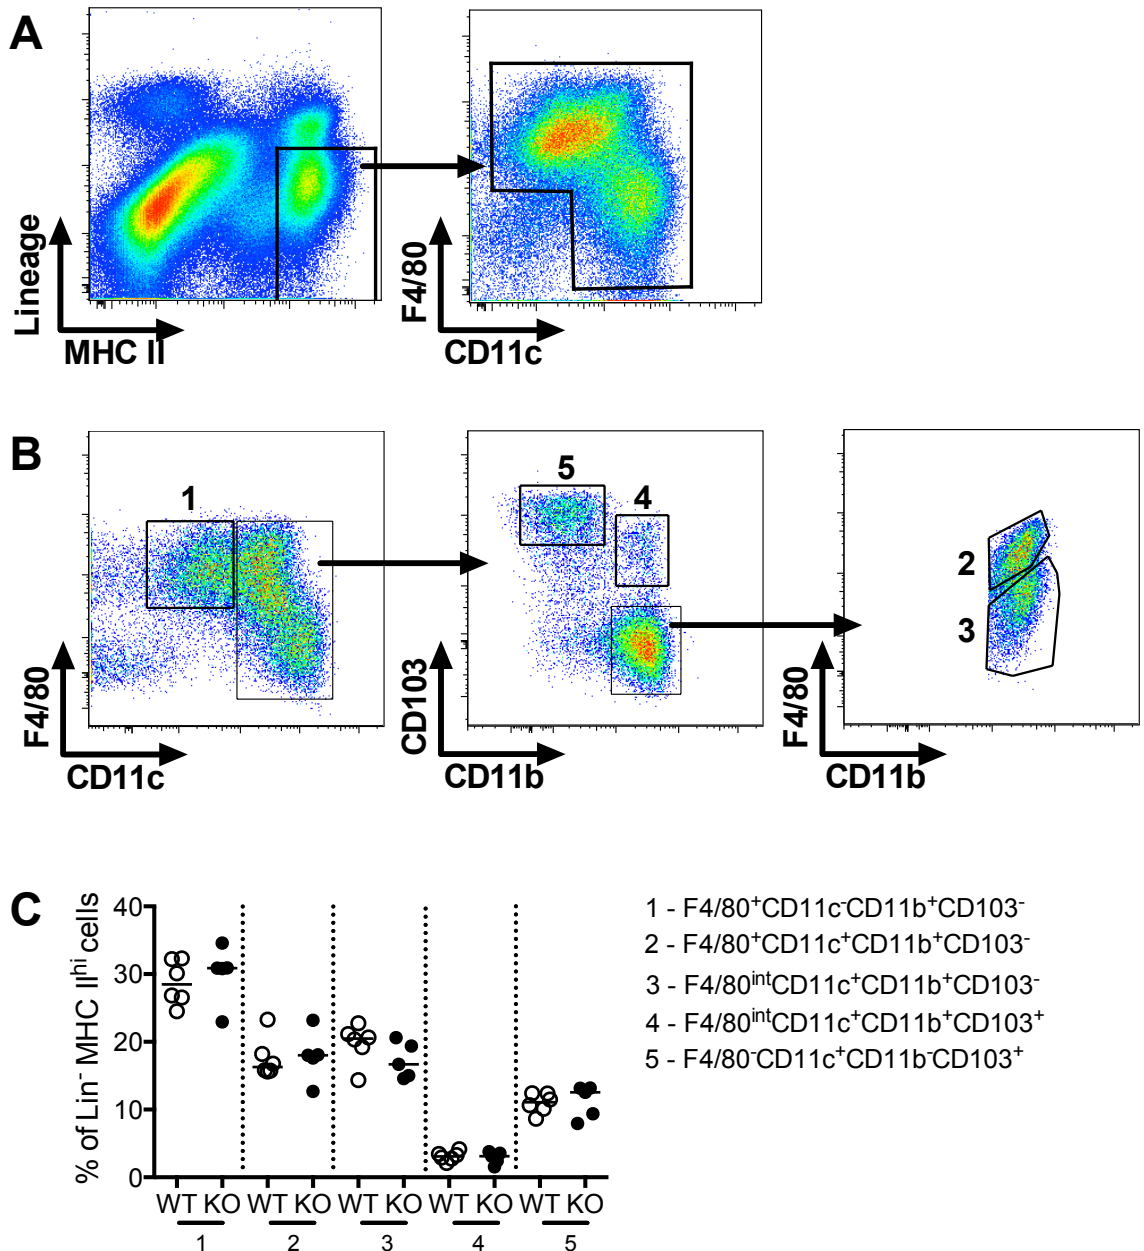 A
Lineage
MHC II
F4/80
CD11c
B
1
F4/80
CD11c
5
4
CD103
CD11b
2
3
F4/80
CD11b
C
% of Lin⁻ MHC IIʰⁱ cells
40
30
20
10
0
WT KO WT KO WT KO WT KO WT KO
1 2 3 4 5
1 - F4/80⁺CD11c⁻CD11b⁺CD103⁻
2 - F4/80⁺CD11c⁺CD11b⁺CD103⁻
3 - F4/80ⁱⁿᵗCD11c⁺CD11b⁺CD103⁻
4 - F4/80ⁱⁿᵗCD11c⁺CD11b⁺CD103⁺
5 - F4/80⁻CD11c⁺CD11b⁻CD103⁺